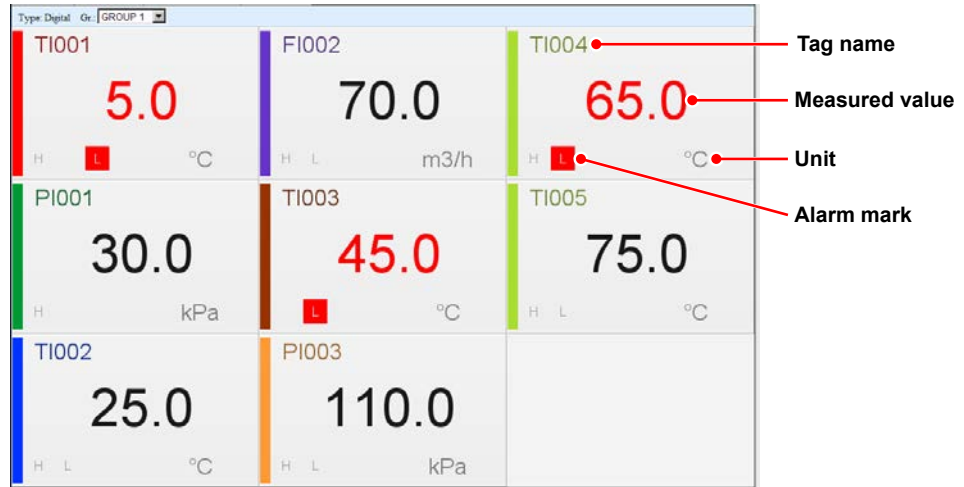 Type: Digital Gr.: GROUP 1
TI001
5.0
H L °C
FI002
70.0
H L m3/h
TI004
65.0
H L °C
Tag name
Measured value
Unit
Alarm mark
PI001
30.0
H kPa
TI003
45.0
L °C
TI005
75.0
H L °C
TI002
25.0
H L °C
PI003
110.0
H L kPa